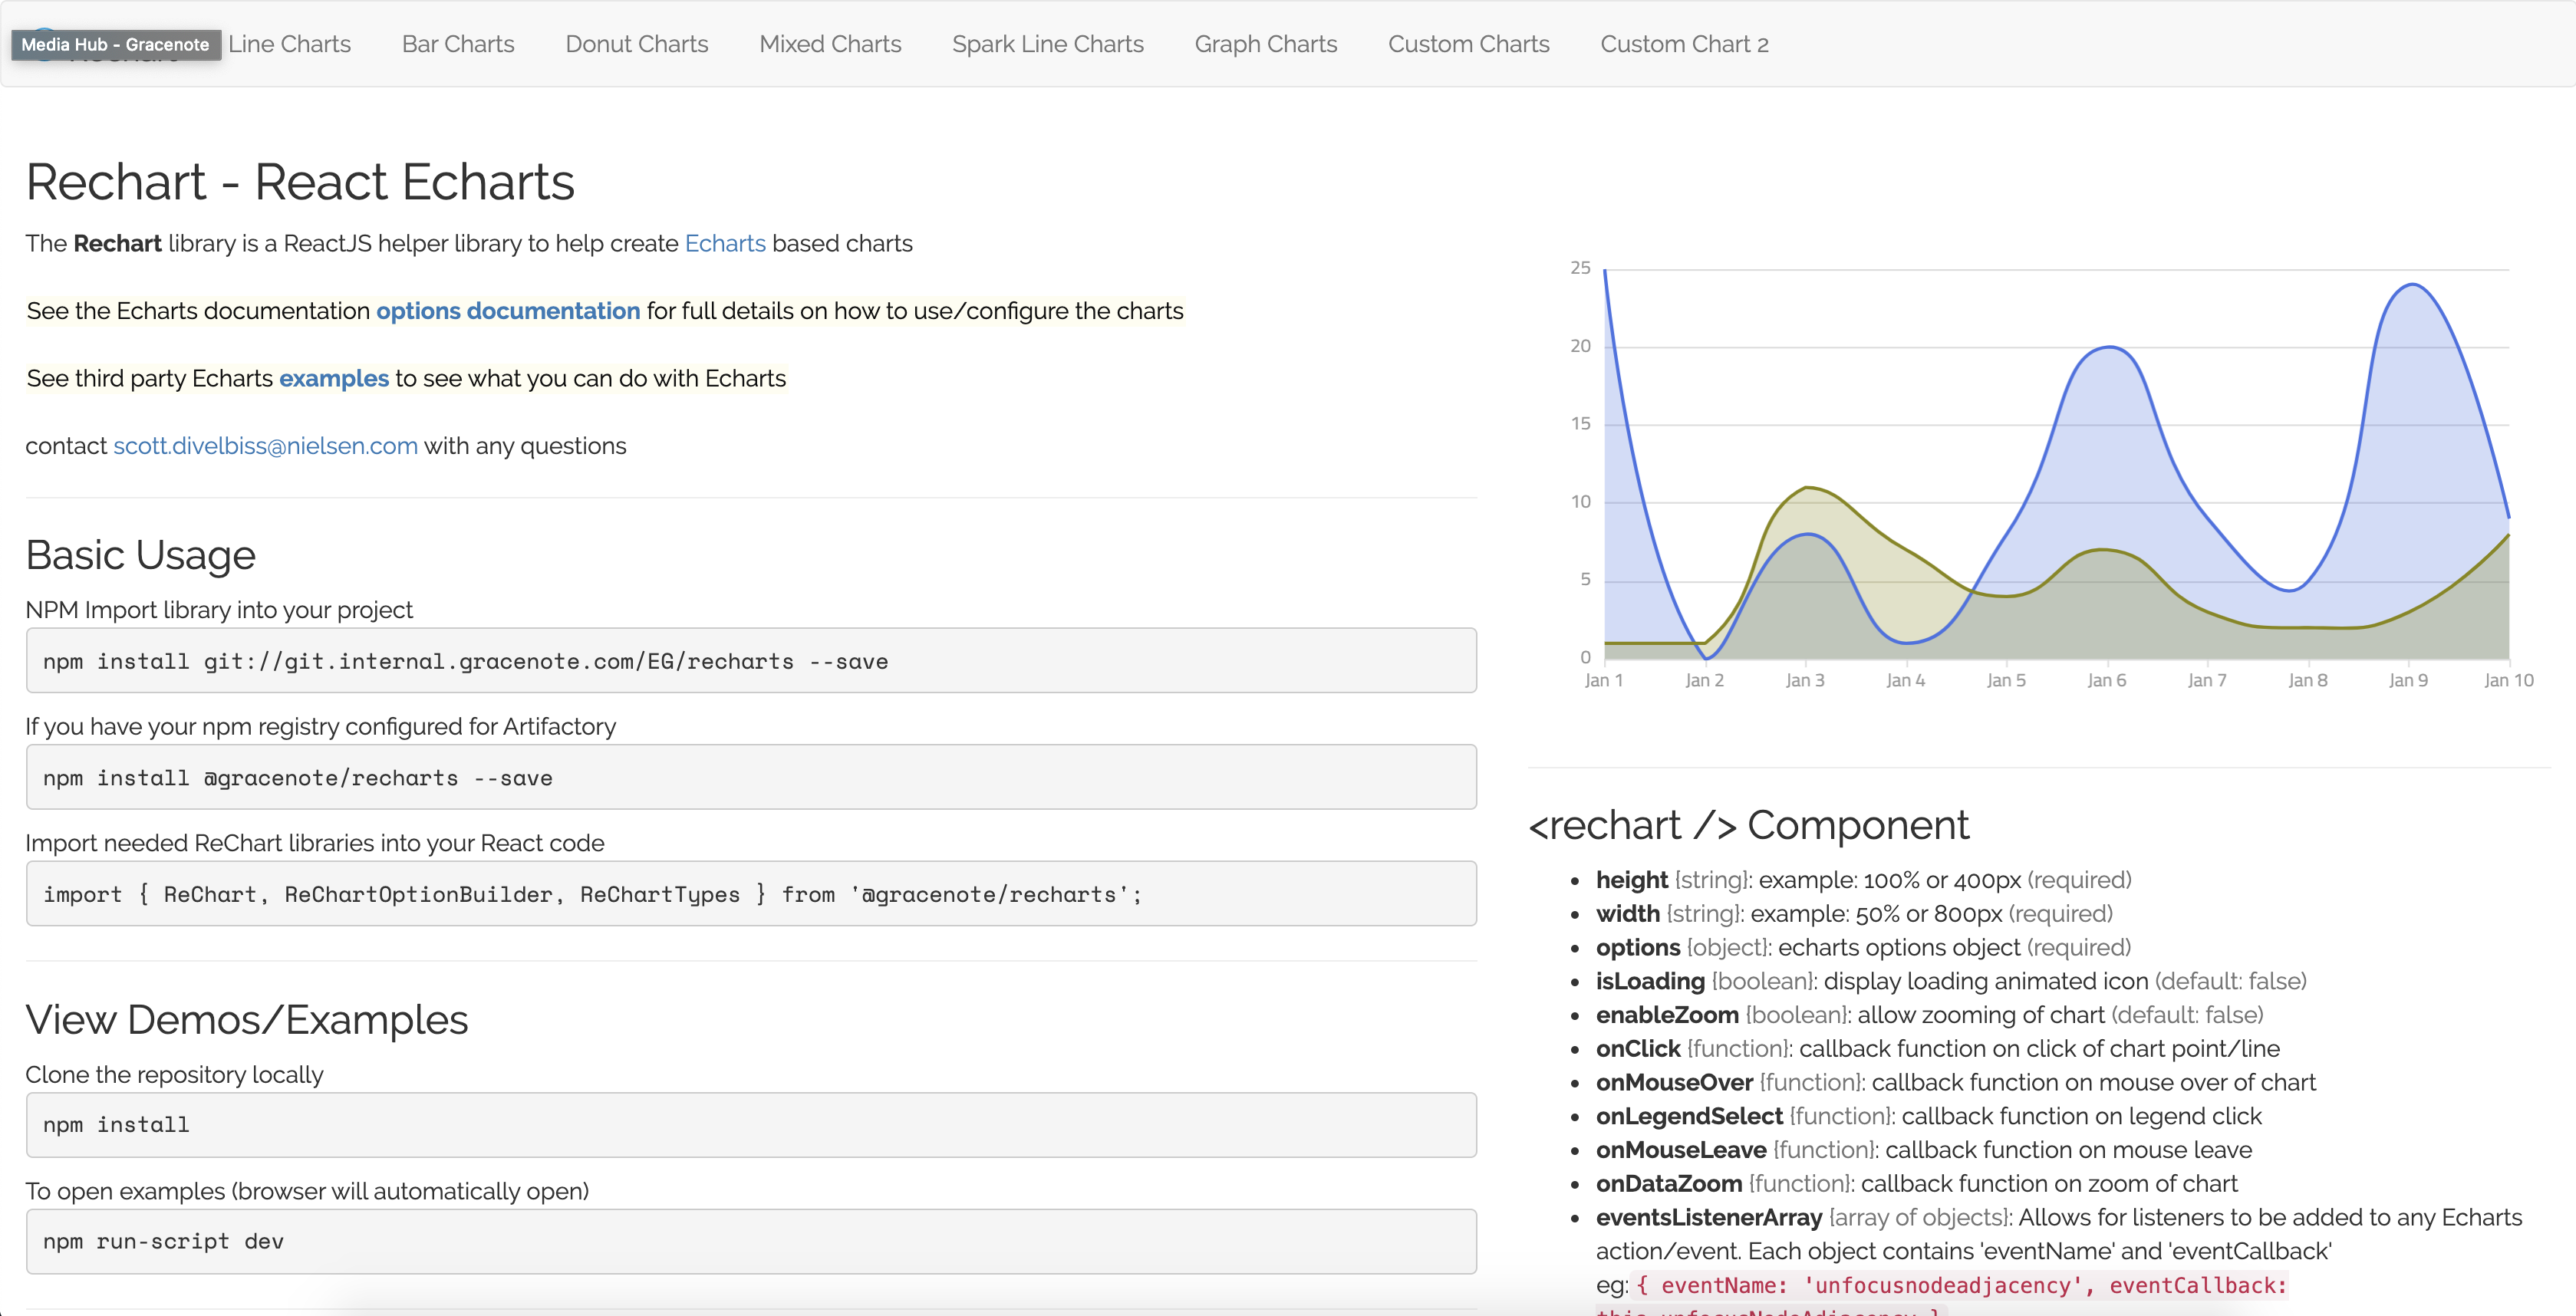 Media Hub - Gracenote
Line Charts
Bar Charts
Donut Charts
Mixed Charts
Spark Line Charts
Graph Charts
Custom Charts
Custom Chart 2
Rechart - React Echarts
The Rechart library is a ReactJS helper library to help create Echarts based charts
See the Echarts documentation options documentation for full details on how to use/configure the charts
See third party Echarts examples to see what you can do with Echarts
contact scott.divelbiss@nielsen.com with any questions
Basic Usage
NPM Import library into your project
npm install git://git.internal.gracenote.com/EG/recharts --save
If you have your npm registry configured for Artifactory
npm install @gracenote/recharts --save
Import needed ReChart libraries into your React code
import { ReChart, ReChartOptionBuilder, ReChartTypes } from '@gracenote/recharts';
View Demos/Examples
Clone the repository locally
npm install
To open examples (browser will automatically open)
npm run-script dev
25
20
15
10
5
0
Jan 1 Jan 2 Jan 3 Jan 4 Jan 5 Jan 6 Jan 7 Jan 8 Jan 9 Jan 10
<rechart /> Component
height {string}: example: 100% or 400px (required)
width {string}: example: 50% or 800px (required)
options {object}: echarts options object (required)
isLoading {boolean}: display loading animated icon (default: false)
enableZoom {boolean}: allow zooming of chart (default: false)
onClick {function}: callback function on click of chart point/line
onMouseOver {function}: callback function on mouse over of chart
onLegendSelect {function}: callback function on legend click
onMouseLeave {function}: callback function on mouse leave
onDataZoom {function}: callback function on zoom of chart
eventsListenerArray {array of objects}: Allows for listeners to be added to any Echarts
action/event. Each object contains 'eventName' and 'eventCallback'
eg: { eventName: 'unfocusnodeadjacency', eventCallback: